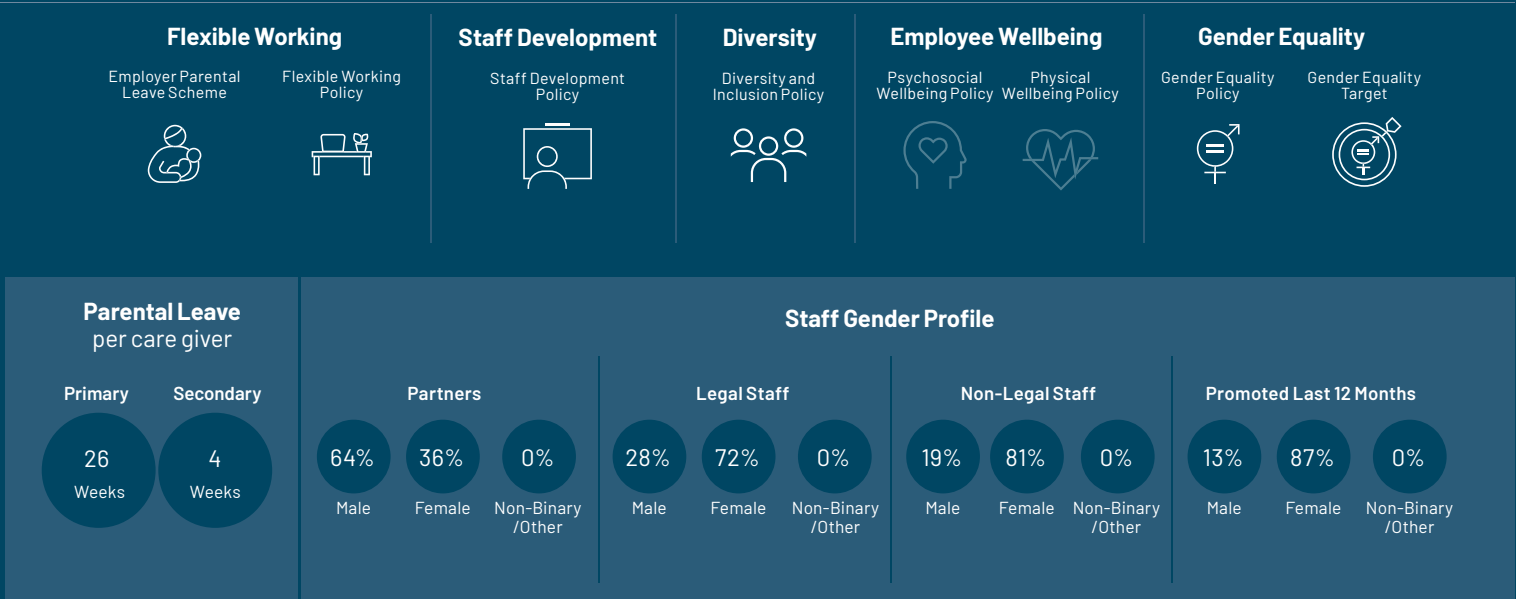 Flexible Working
Employer Parental
Leave Scheme
Flexible Working
Policy
Staff Development
Staff Development
Policy
Diversity
Diversity and
Inclusion Policy
Employee Wellbeing
Psychosocial
Wellbeing Policy
Physical
Wellbeing Policy
Gender Equality
Gender Equality
Policy
Gender Equality
Target
Parental Leave
per care giver
Primary
26
Weeks
Secondary
4
Weeks
Staff Gender Profile
Partners
64%
Male
36%
Female
0%
Non-Binary
/Other
Legal Staff
28%
Male
72%
Female
0%
Non-Binary
/Other
Non-Legal Staff
19%
Male
81%
Female
0%
Non-Binary
/Other
Promoted Last 12 Months
13%
Male
87%
Female
0%
Non-Binary
/Other